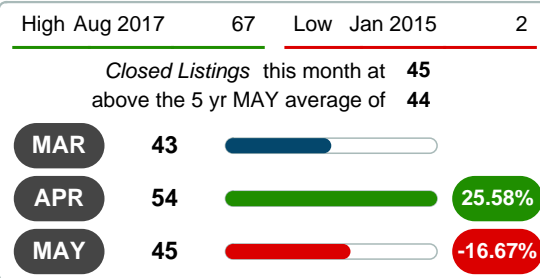 High Aug 2017 67 Low Jan 2015 2
Closed Listings this month at 45
above the 5 yr MAY average of 44
MAR 43
APR 54 25.58%
MAY 45 -16.67%